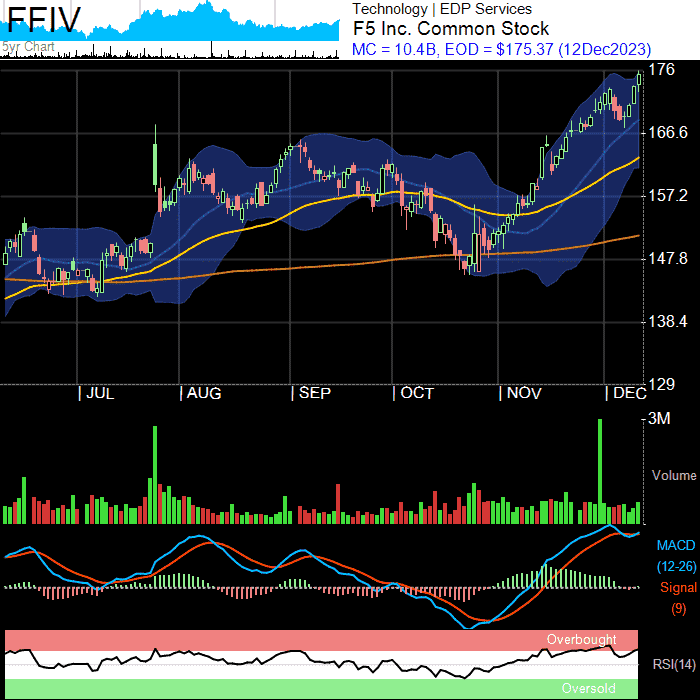 FFIV
5yr Chart
Technology | EDP Services
F5 Inc. Common Stock
MC = 10.4B, EOD = $175.37 (12Dec2023)
176
166.6
157.2
147.8
138.4
129
| JUL | AUG | SEP | OCT | NOV | DEC
3M
Volume
MACD
(12-26)
Signal
(9)
Overbought
RSI(14)
Oversold